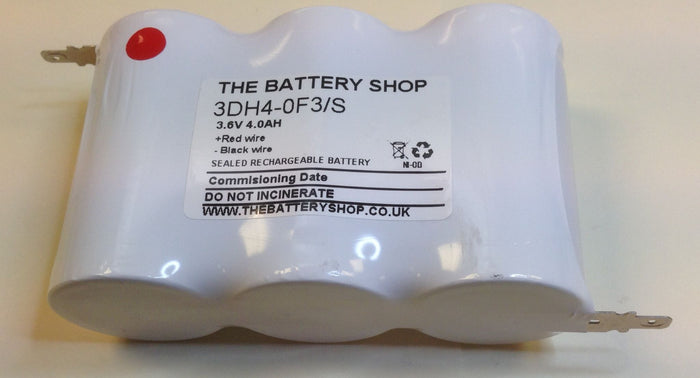 THE BATTERY SHOP
3DH4-0F3/S
3.6V 4.0AH
+Red wire
- Black wire
SEALED RECHARGEABLE BATTERY
NI-OD
Commisioning Date
DO NOT INCINERATE
WWW.THEBATTERYSHOP.CO.UK